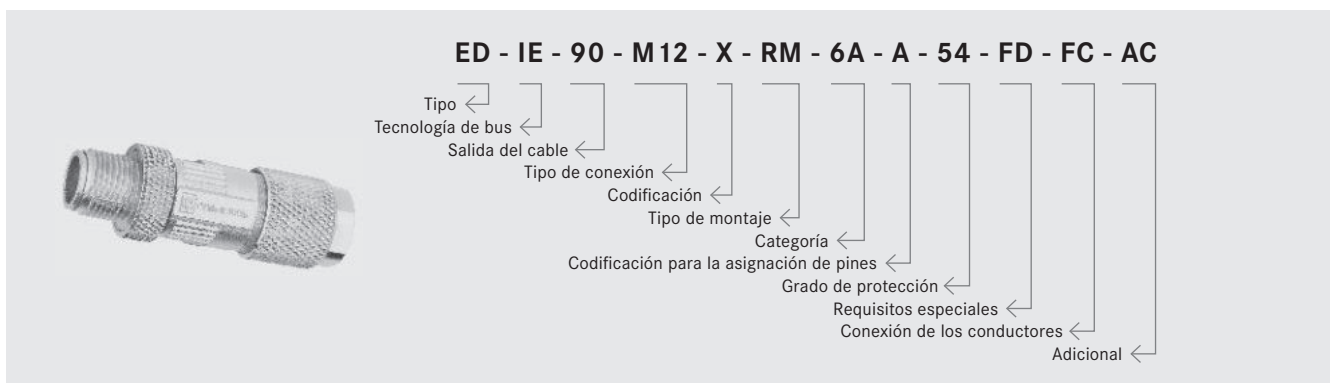 ED - IE - 90 - M12 - X - RM - 6A - A - 54 - FD - FC - AC
Tipo
Tecnología de bus
Salida del cable
Tipo de conexión
Codificación
Tipo de montaje
Categoría
Codificación para la asignación de pines
Grado de protección
Requisitos especiales
Conexión de los conductores
Adicional